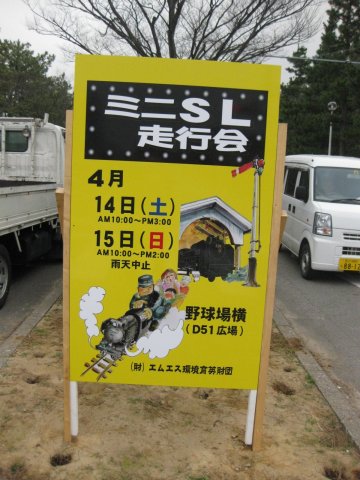 ミニSL
走行会
4月
14日(土)
AM10:00~PM3:00
15日(日)
AM10:00~PM2:00
雨天中止
野球場横
(D51広場)
(財)エムエス環境育英財団